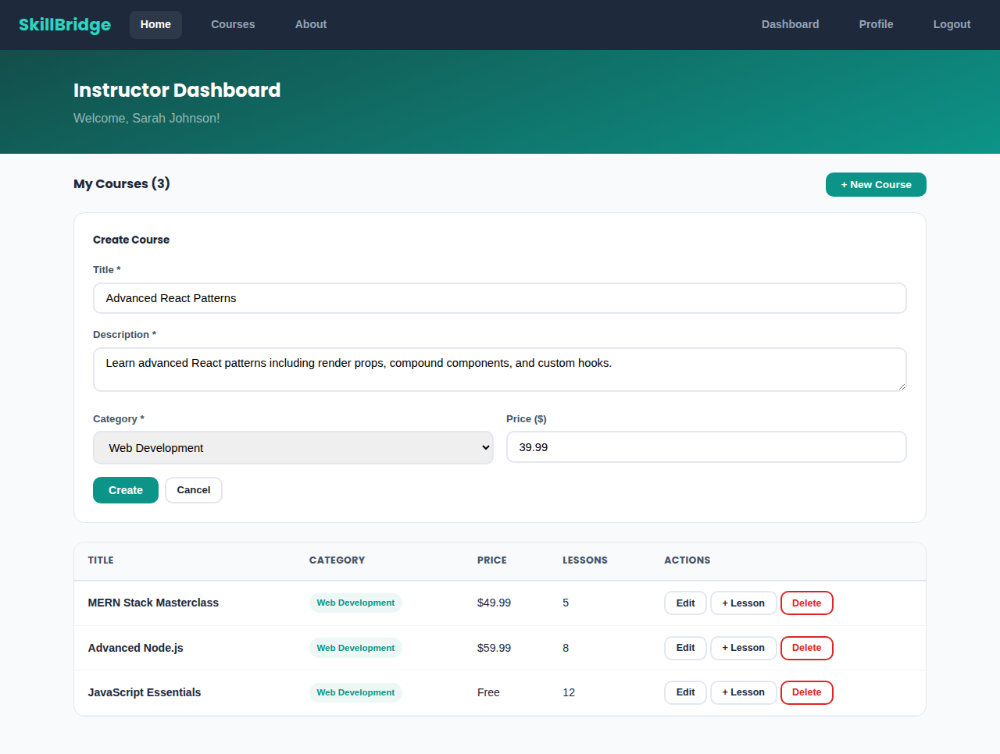 SkillBridge Home Courses About Dashboard Profile Logout
Instructor Dashboard
Welcome, Sarah Johnson!
My Courses (3) + New Course
Create Course
Title *
Advanced React Patterns
Description *
Learn advanced React patterns including render props, compound components, and custom hooks.
Category * Price ($)
Web Development 39.99
Create Cancel
TITLE CATEGORY PRICE LESSONS ACTIONS
MERN Stack Masterclass Web Development $49.99 5 Edit + Lesson Delete
Advanced Node.js Web Development $59.99 8 Edit + Lesson Delete
JavaScript Essentials Web Development Free 12 Edit + Lesson Delete